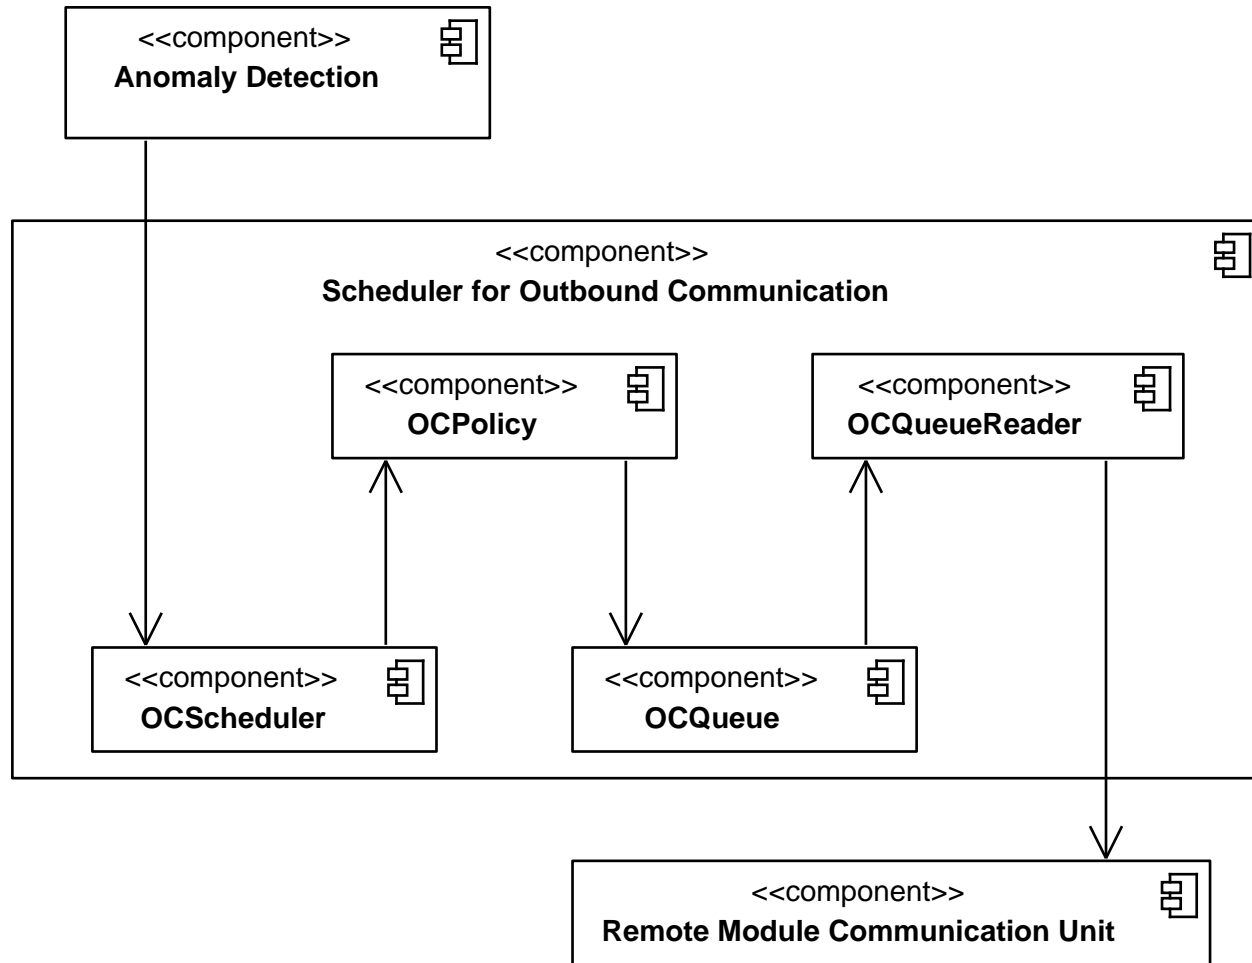 <<component>>
Anomaly Detection
<<component>>
Scheduler for Outbound Communication
<<component>>
OCPolicy
<<component>>
OCQueueReader
<<component>>
OCScheduler
<<component>>
OCQueue
<<component>>
Remote Module Communication Unit